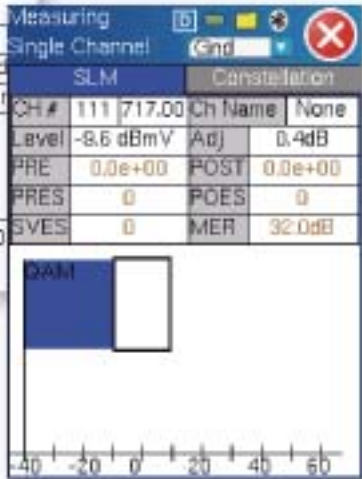 Measuring D
Single Channel Gind
SLM Constellation
CH # 111 717.00 Ch Name None
Level -9.6 dBmV Adj 0.4dB
PRE 0.0e+00 POST 0.0e+00
PRES 0 POES 0
SVES 0 MER 32.0dB
QAM
-40 -20 0 20 40 60